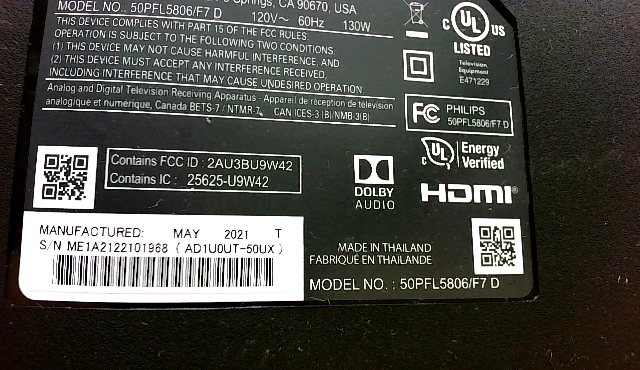 Springs, CA 90670, USA
MODEL NO.: 50PFL5806/F7 D 120V~ 60Hz 130W
THIS DEVICE COMPLIES WITH PART 15 OF THE FCC RULES.
OPERATION IS SUBJECT TO THE FOLLOWING TWO CONDITIONS:
(1) THIS DEVICE MAY NOT CAUSE HARMFUL INTERFERENCE, AND
(2) THIS DEVICE MUST ACCEPT ANY INTERFERENCE RECEIVED,
INCLUDING INTERFERENCE THAT MAY CAUSE UNDESIRED OPERATION.
Analog and Digital Television Receiving Apparatus - Appareil de réception de télévision
analogique et numérique, Canada BETS-7 / NTMR-7, CAN ICES-3 (B)/NMB-3(B)
C UL US
LISTED
Television
Equipment
E471229
FC PHILIPS
50PFL5806/F7 D
UL Energy
Verified
Contains FCC ID : 2AU3BU9W42
Contains IC : 25625-U9W42
DOLBY
AUDIO
HDMI®
MANUFACTURED: MAY 2021 T
S/N ME1A2122101968 ( AD1U0UT-50UX )
MADE IN THAILAND
FABRIQUÉ EN THAÏLANDE
MODEL NO. : 50PFL5806/F7 D